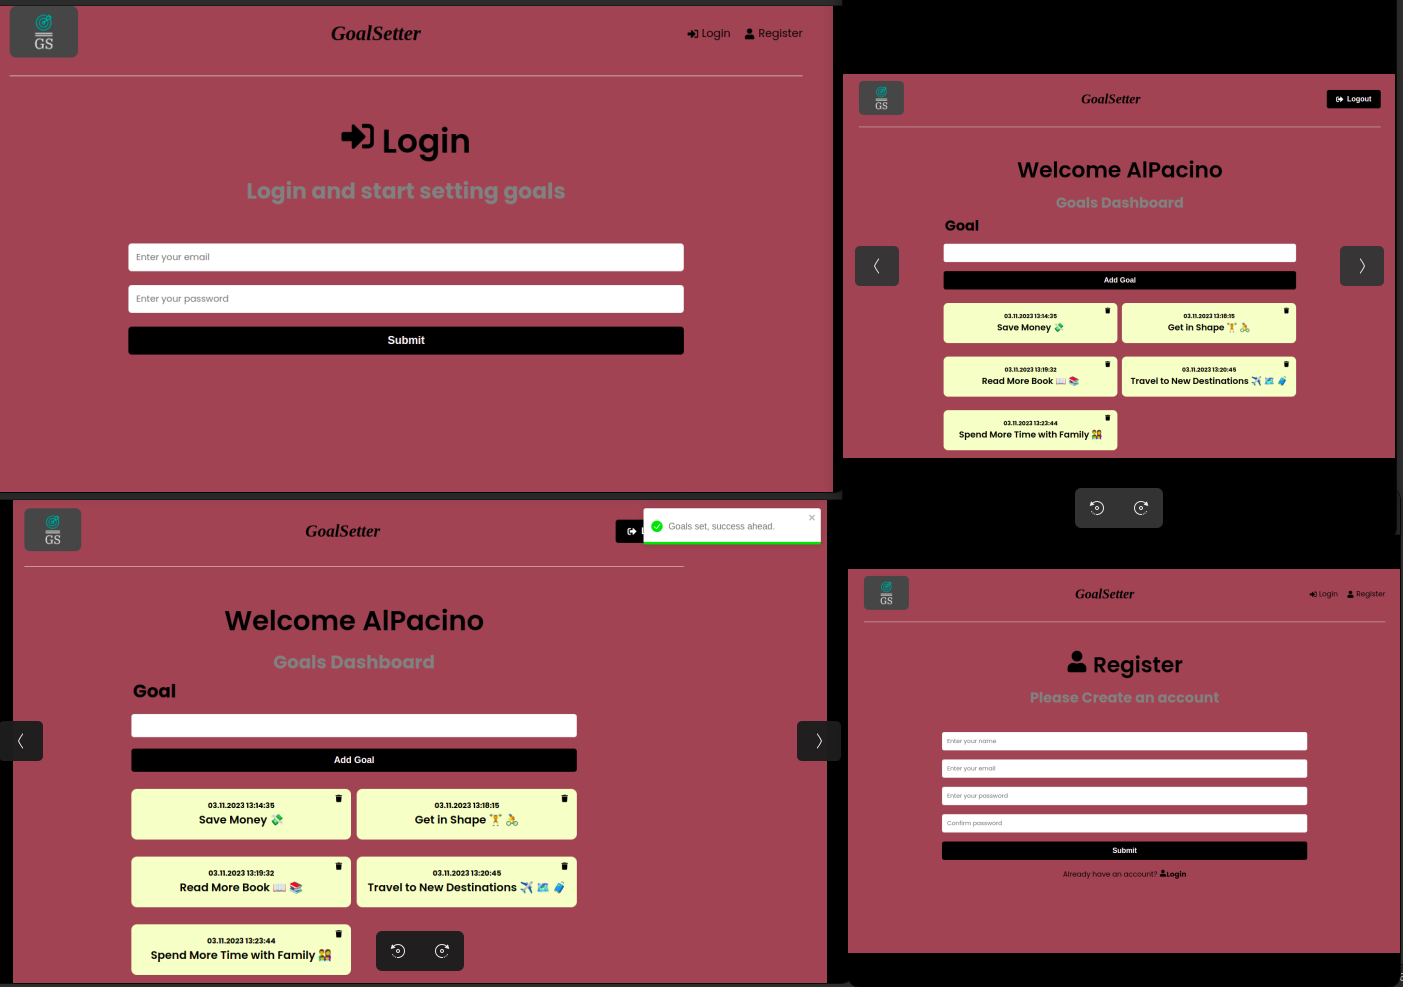 GS
GoalSetter
Login
Register
Login
Login and start setting goals
Enter your email
Enter your password
Submit
GS
GoalSetter
Logout
Welcome AlPacino
Goals Dashboard
Goal
Add Goal
03.11.2023 13:14:35
Save Money 💸
03.11.2023 13:18:15
Get in Shape 🏋️ 🚴
03.11.2023 13:19:32
Read More Book 📖 📚
03.11.2023 13:20:45
Travel to New Destinations ✈️ 🗺️ 🧳
03.11.2023 13:23:44
Spend More Time with Family 👨‍👩‍👧‍👦
GS
GoalSetter
Goals set, success ahead.
Welcome AlPacino
Goals Dashboard
Goal
Add Goal
03.11.2023 13:14:35
Save Money 💸
03.11.2023 13:18:15
Get in Shape 🏋️ 🚴
03.11.2023 13:19:32
Read More Book 📖 📚
03.11.2023 13:20:45
Travel to New Destinations ✈️ 🗺️ 🧳
03.11.2023 13:23:44
Spend More Time with Family 👨‍👩‍👧‍👦
GS
GoalSetter
Login
Register
Register
Please Create an account
Enter your name
Enter your email
Enter your password
Confirm password
Submit
Already have an account? Login